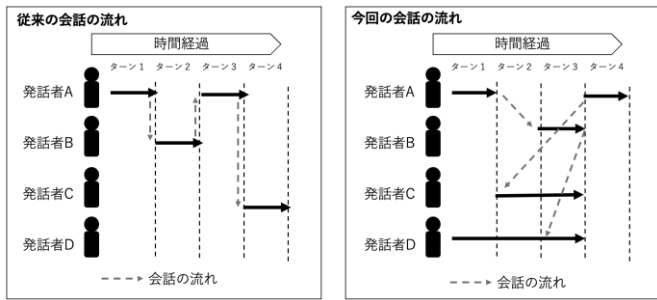 従来の会話の流れ
時間経過
ターン1 ターン2 ターン3 ターン4
発話者A
発話者B
発話者C
発話者D
会話の流れ
今回の会話の流れ
時間経過
ターン1 ターン2 ターン3 ターン4
発話者A
発話者B
発話者C
発話者D
会話の流れ